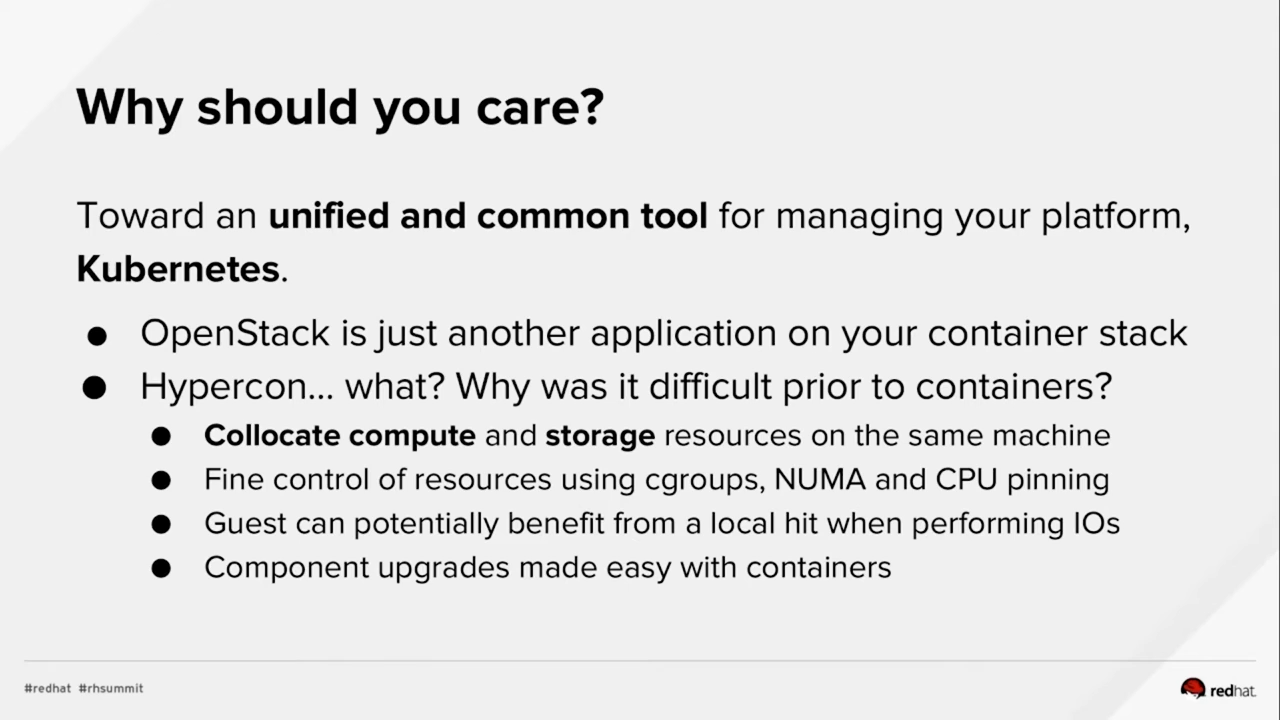 Why should you care?
Toward an unified and common tool for managing your platform,
Kubernetes.
● OpenStack is just another application on your container stack
● Hypercon... what? Why was it difficult prior to containers?
● Collocate compute and storage resources on the same machine
● Fine control of resources using cgroups, NUMA and CPU pinning
● Guest can potentially benefit from a local hit when performing IOs
● Component upgrades made easy with containers
#redhat #rhsummit
redhat.